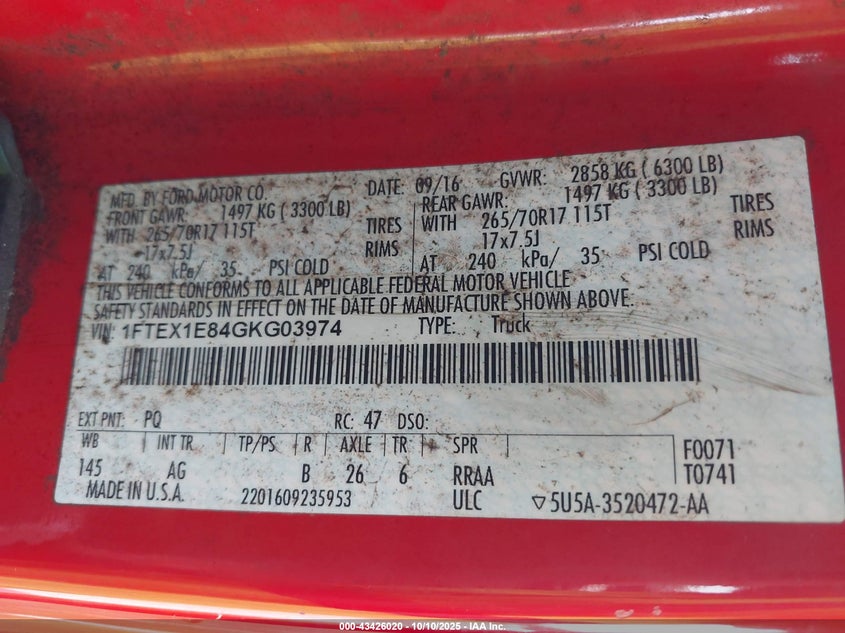 MFD. BY FORD MOTOR CO. DATE: 09/16 GVWR: 2858 KG ( 6300 LB)
FRONT GAWR: 1497 KG ( 3300 LB) REAR GAWR: 1497 KG ( 3300 LB)
WITH 265/70R17 115T TIRES WITH 265/70R17 115T TIRES
17x7.5J RIMS 17x7.5J RIMS
AT 240 kPa/ 35 PSI COLD AT 240 kPa/ 35 PSI COLD
THIS VEHICLE CONFORMS TO ALL APPLICABLE FEDERAL MOTOR VEHICLE
SAFETY STANDARDS IN EFFECT ON THE DATE OF MANUFACTURE SHOWN ABOVE.
VIN: 1FTEX1E84GKG03974 TYPE: Truck
EXT PNT: PQ RC: 47 DSO:
WB INT TR TP/PS R AXLE TR SPR F0071
145 AG B 26 6 RRAA T0741
MADE IN U.S.A. 2201609235953 ULC ▽5U5A-3520472-AA
000-43426020 - 10/10/2025 - IAA Inc.